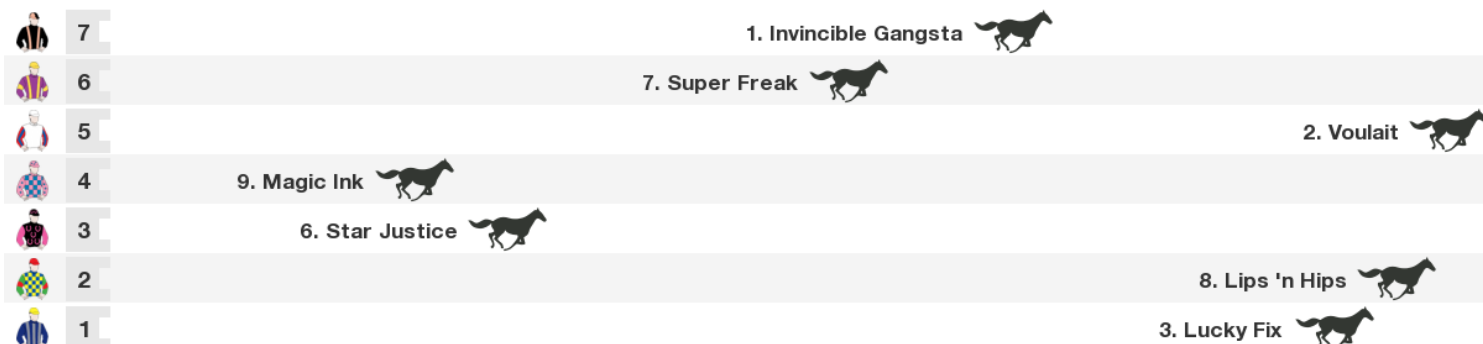 7 1. Invincible Gangsta
6 7. Super Freak
5 2. Voulait
4 9. Magic Ink
3 6. Star Justice
2 8. Lips 'n Hips
1 3. Lucky Fix